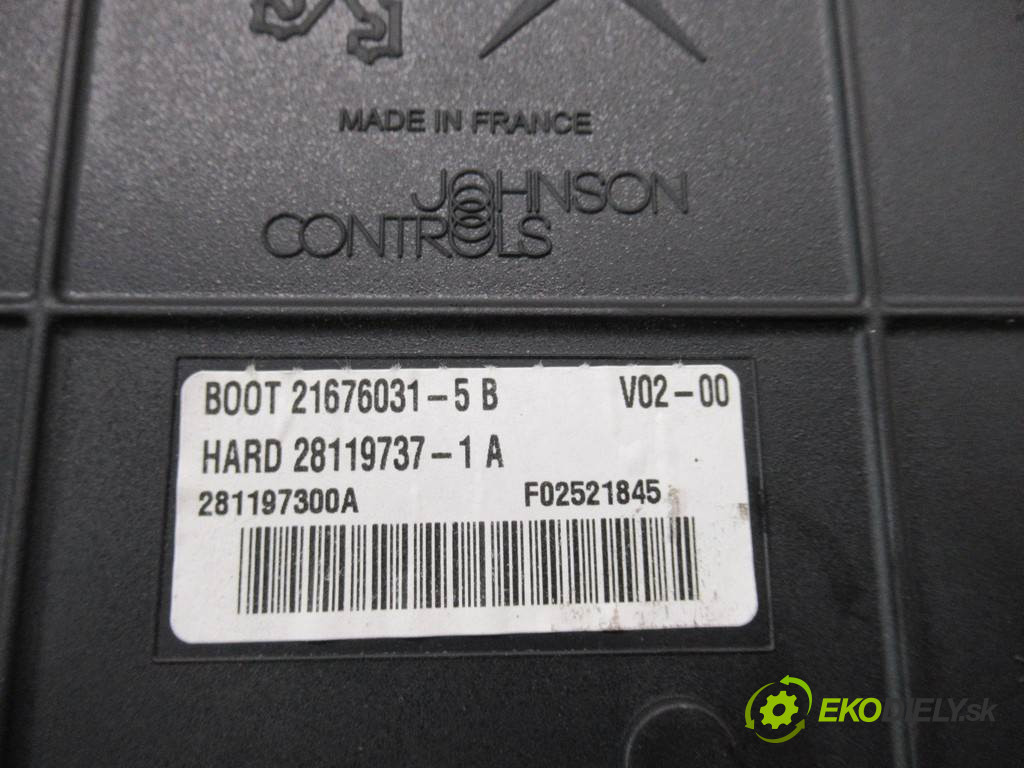 MADE IN FRANCE
JOHNSON
CONTROLS
BOOT 21676031-5 B V02-00
HARD 28119737-1 A
281197300A F02521845
EKODIELY.sk